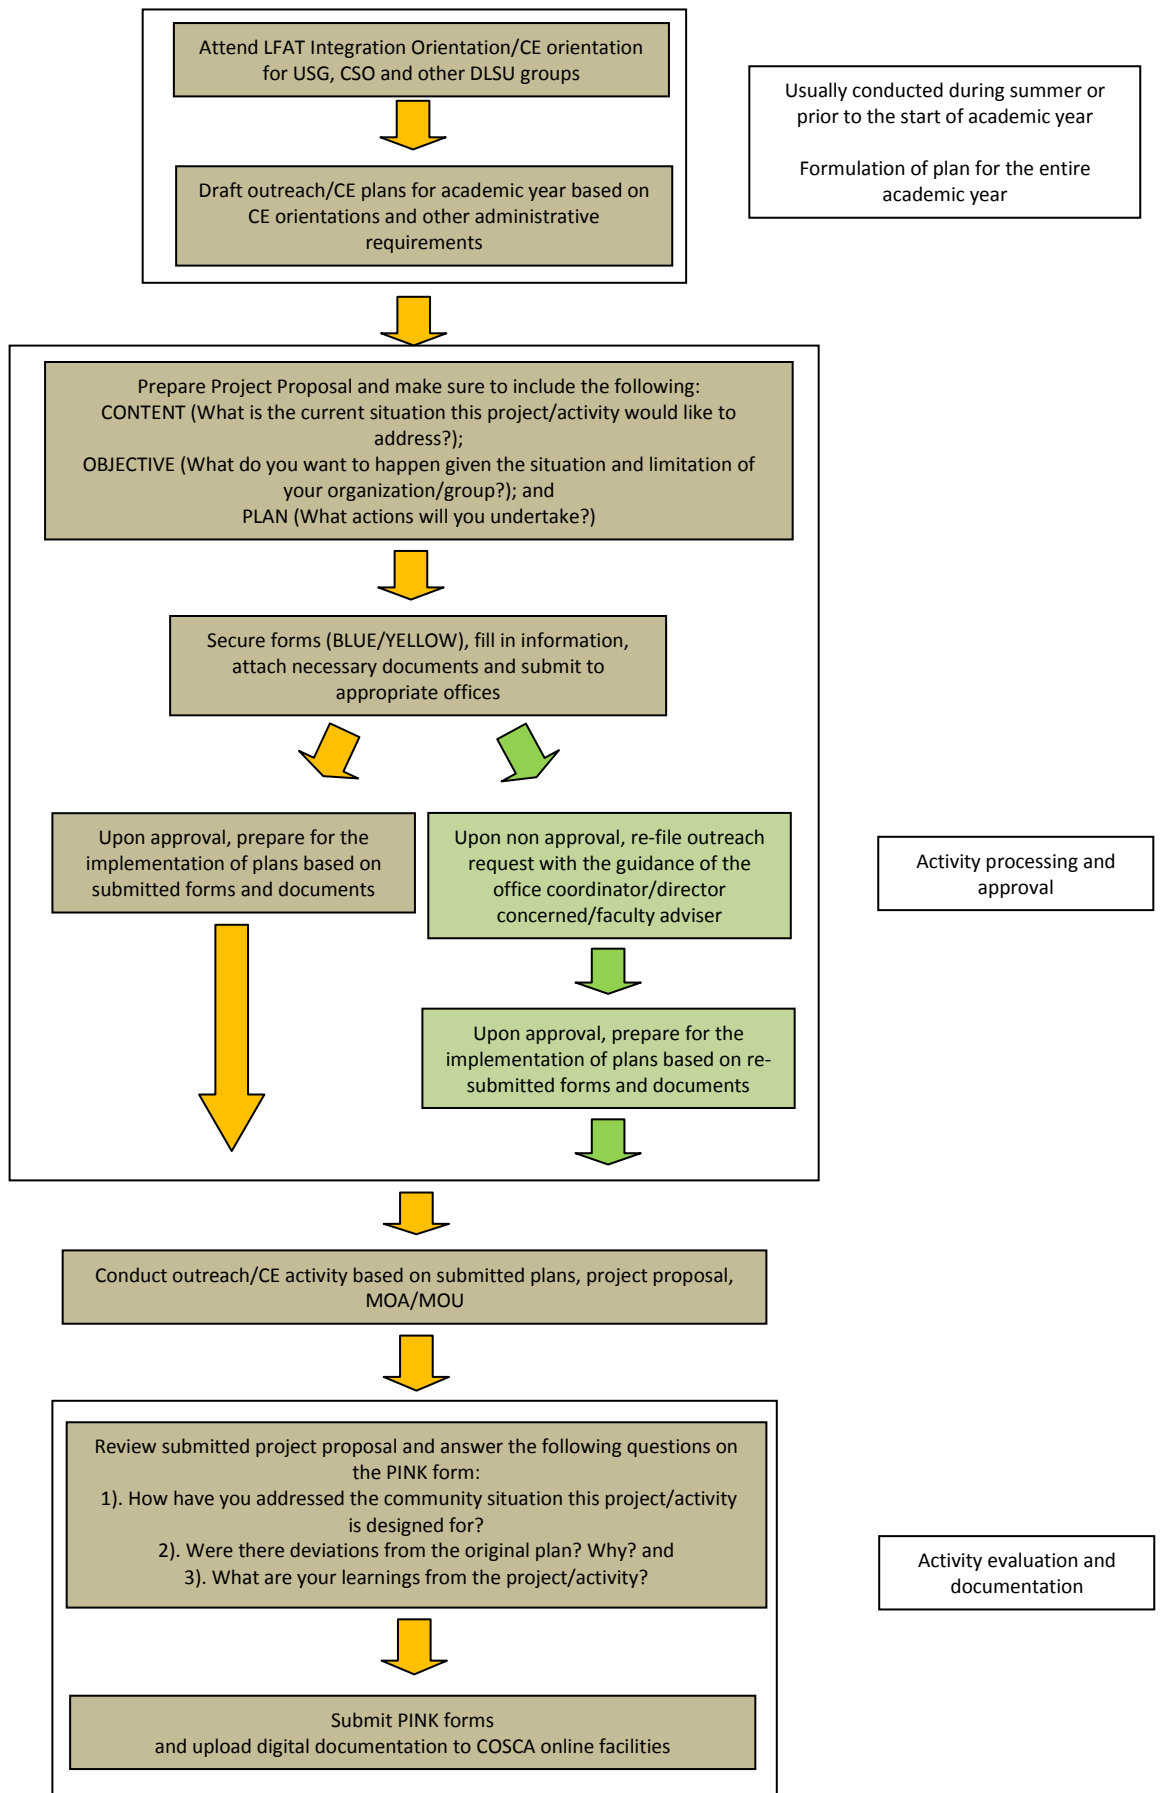 Attend LFAT Integration Orientation/CE orientation
for USG, CSO and other DLSU groups
Usually conducted during summer or
prior to the start of academic year
Formulation of plan for the entire
academic year
Draft outreach/CE plans for academic year based on
CE orientations and other administrative
requirements
Prepare Project Proposal and make sure to include the following:
CONTENT (What is the current situation this project/activity would like to
address?);
OBJECTIVE (What do you want to happen given the situation and limitation of
your organization/group?); and
PLAN (What actions will you undertake?)
Secure forms (BLUE/YELLOW), fill in information,
attach necessary documents and submit to
appropriate offices
Upon approval, prepare for the
implementation of plans based on
submitted forms and documents
Upon non approval, re-file outreach
request with the guidance of the
office coordinator/director
concerned/faculty adviser
Activity processing and
approval
Upon approval, prepare for the
implementation of plans based on re-
submitted forms and documents
Conduct outreach/CE activity based on submitted plans, project proposal,
MOA/MOU
Review submitted project proposal and answer the following questions on
the PINK form:
1). How have you addressed the community situation this project/activity
is designed for?
2). Were there deviations from the original plan? Why? and
3). What are your learnings from the project/activity?
Activity evaluation and
documentation
Submit PINK forms
and upload digital documentation to COSCA online facilities